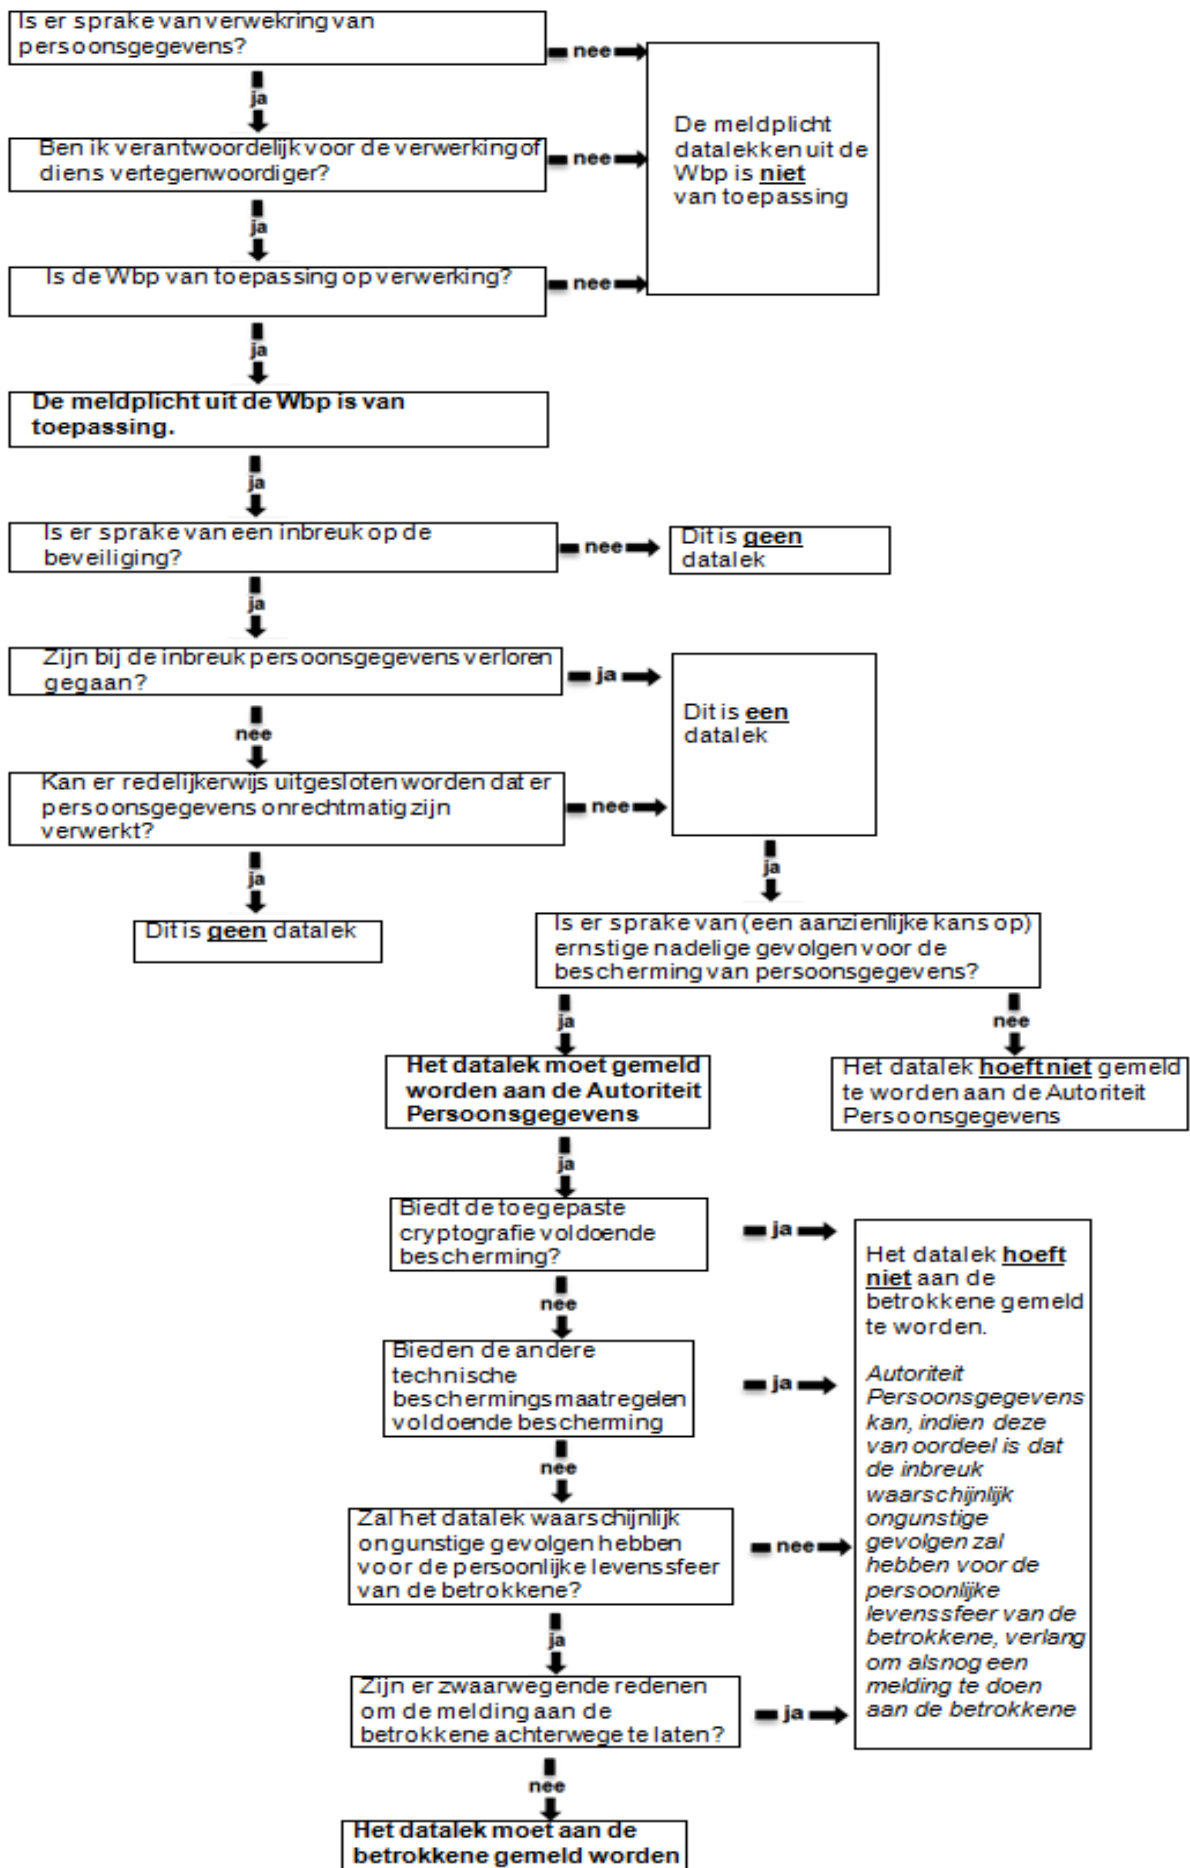 Is er sprake van verwekring van
persoonsgegevens?
nee
ja
De meldplicht
datalekken uit de
Wbp is niet
van toepassing
Ben ik verantwoordelijk voor de verwerking of
diens vertegenwoordiger?
nee
ja
Is de Wbp van toepassing op verwerking?
nee
ja
De meldplicht uit de Wbp is van
toepassing.
ja
Is er sprake van een inbreuk op de
beveiliging?
nee
Dit is geen
datalek
ja
Zijn bij de inbreuk persoonsgegevens verloren
gegaan?
ja
Dit is een
datalek
nee
Kan er redelijkerwijs uitgesloten worden dat er
persoonsgegevens onrechtmatig zijn
verwerkt?
nee
ja
Dit is geen datalek
ja
Is er sprake van (een aanzienlijke kans op)
ernstige nadelige gevolgen voor de
bescherming van persoonsgegevens?
ja
nee
Het datalek moet gemeld
worden aan de Autoriteit
Persoonsgegevens
Het datalek hoeft niet gemeld
te worden aan de Autoriteit
Persoonsgegevens
ja
Biedt de toegepaste
cryptografie voldoende
bescherming?
ja
Het datalek hoeft
niet aan de
betrokkene gemeld
te worden.
Autoriteit
Persoonsgegevens
kan, indien deze
van oordeel is dat
de inbreuk
waarschijnlijk
ongunstige
gevolgen zal
hebben voor de
persoonlijke
levenssfeer van de
betrokkene, verlang
om alsnog een
melding te doen
aan de betrokkene
nee
Bieden de andere
technische
beschermingsmaatregelen
voldoende bescherming
ja
nee
Zal het datalek waarschijnlijk
ongunstige gevolgen hebben
voor de persoonlijke levenssfeer
van de betrokkene?
nee
ja
Zijn er zwaarwegende redenen
om de melding aan de
betrokkene achterwege te laten?
ja
nee
Het datalek moet aan de
betrokkene gemeld worden